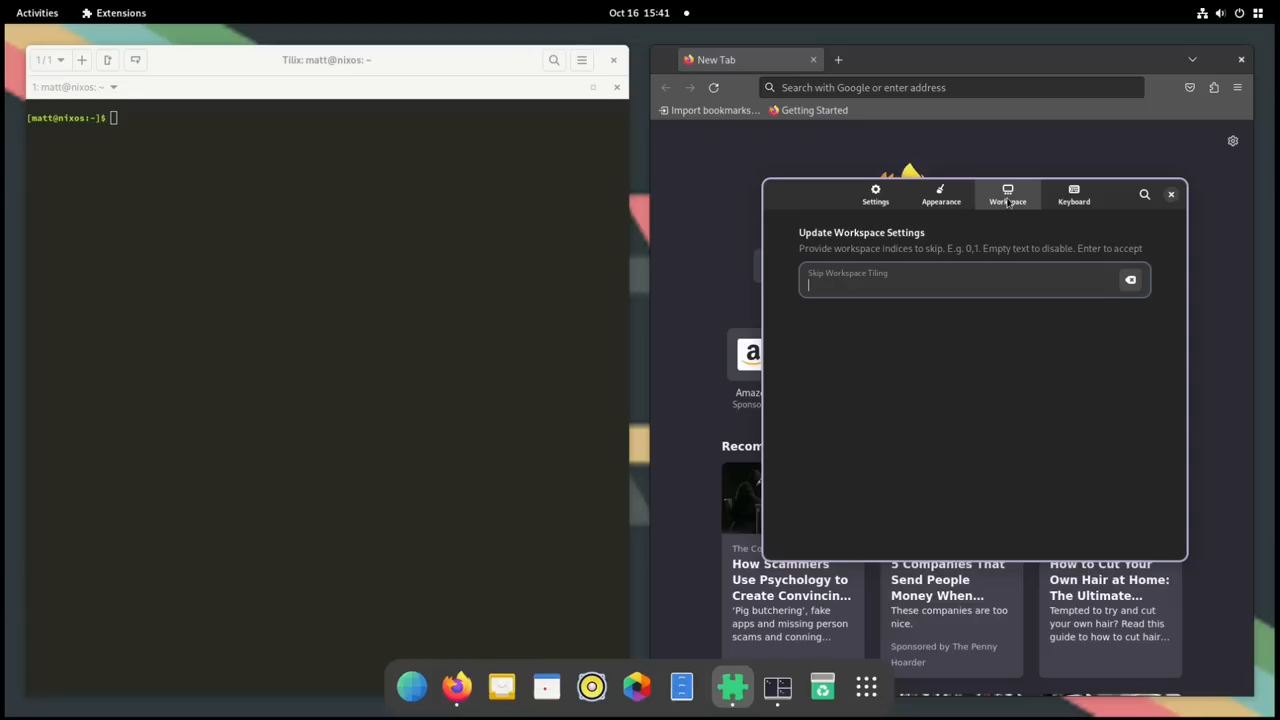 Activities
Extensions
Oct 16 15:41
1/1
Tilix: matt@nixos: ~
1: matt@nixos: ~
[matt@nixos:~]$
New Tab
Search with Google or enter address
Import bookmarks...
Getting Started
Settings
Appearance
Workspace
Keyboard
Update Workspace Settings
Provide workspace indices to skip. E.g. 0,1. Empty text to disable. Enter to accept
Skip Workspace Tiling
a
Amaz
Sponso
Recom
The Co
How Scammers
Use Psychology to
Create Convincin...
'Pig butchering', fake
apps and missing person
scams and conning...
5 Companies That
Send People
Money When...
These companies are too
nice.
Sponsored by The Penny
Hoarder
How to Cut Your
Own Hair at Home:
The Ultimate...
Tempted to try and cut
your own hair? Read this
guide to how to cut hair...